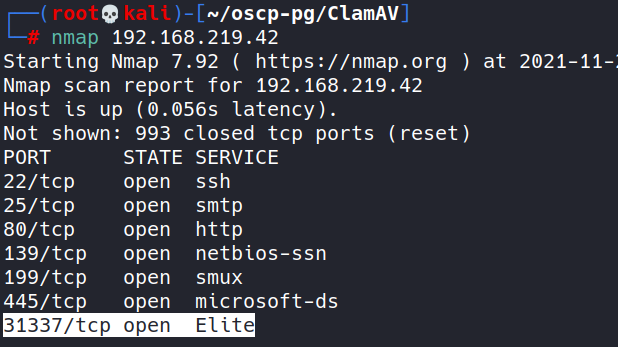 ┌──(root💀kali)-[~/oscp-pg/ClamAV]
└─# nmap 192.168.219.42
Starting Nmap 7.92 ( https://nmap.org ) at 2021-11-
Nmap scan report for 192.168.219.42
Host is up (0.056s latency).
Not shown: 993 closed tcp ports (reset)
PORT      STATE SERVICE
22/tcp    open  ssh
25/tcp    open  smtp
80/tcp    open  http
139/tcp   open  netbios-ssn
199/tcp   open  smux
445/tcp   open  microsoft-ds
31337/tcp open  Elite